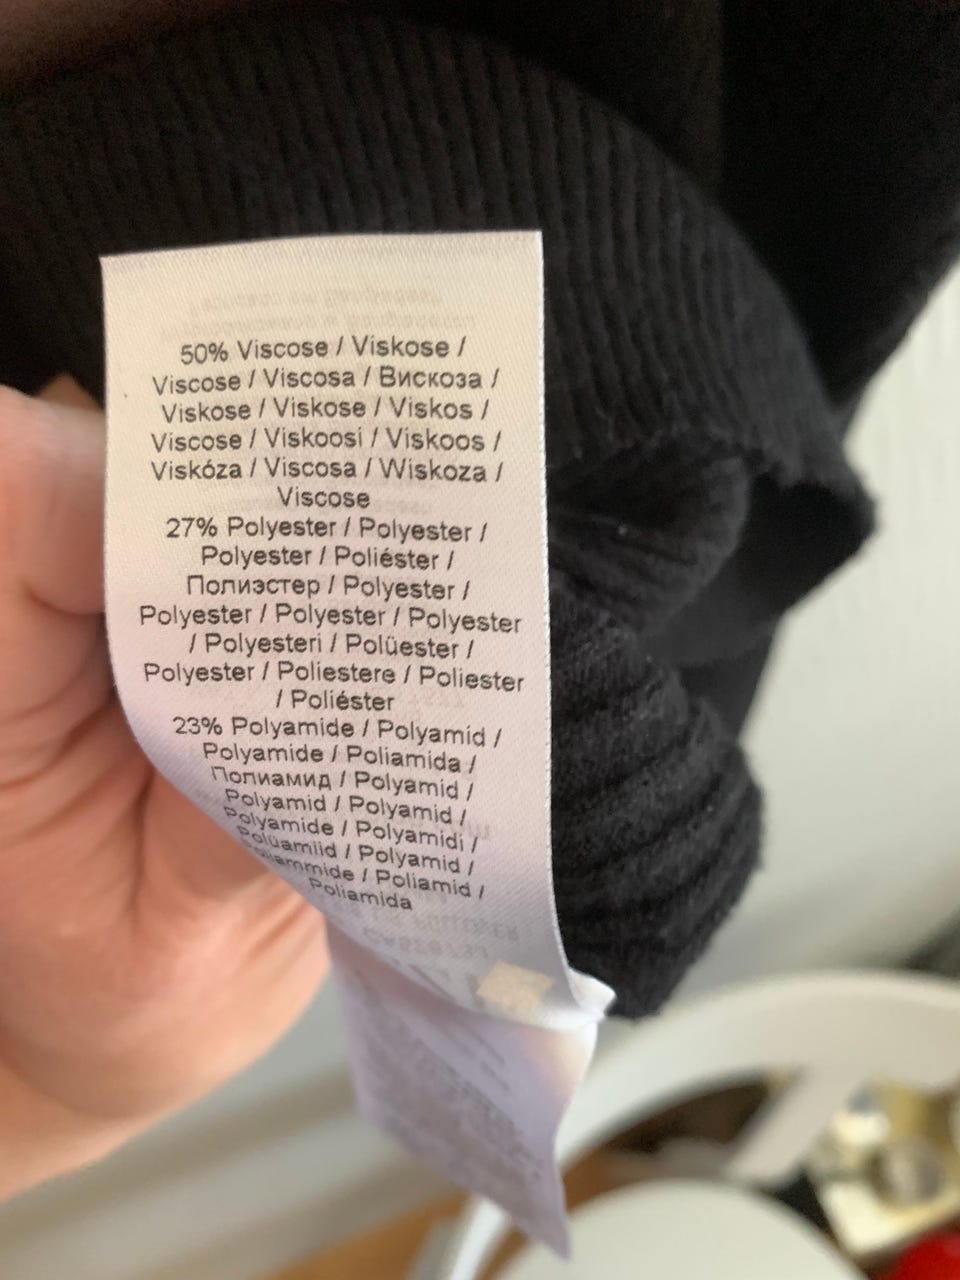 50% Viscose / Viskose /
Viscose / Viscosa / Вискоза /
Viskose / Viskose / Viskos /
Viscose / Viskoosi / Viskoos /
Viskóza / Viscosa / Wiskoza /
Viscose
27% Polyester / Polyester /
Polyester / Poliéster /
Полиэстер / Polyester /
Polyester / Polyester / Polyester
/ Polyesteri / Polüester /
Polyester / Poliestere / Poliester
/ Poliéster
23% Polyamide / Polyamid /
Polyamide / Poliamida /
Полиамид / Polyamid /
Polyamid / Polyamid /
Polyamide / Polyamidi /
Polüamiid / Polyamid /
Poliammide / Poliamid /
Poliamida